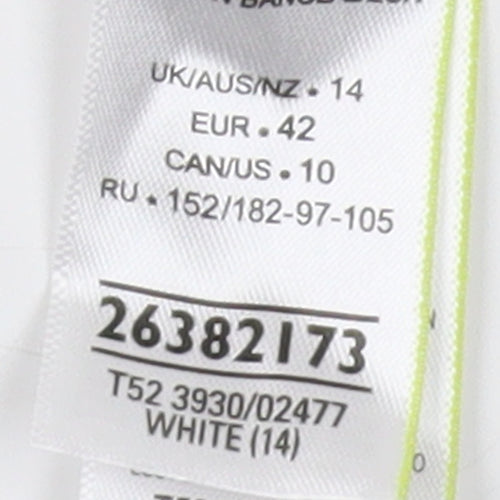 UK/AUS/NZ • 14
EUR • 42
CAN/US • 10
RU • 152/182-97-105
26382173
T52 3930/02477
WHITE (14)